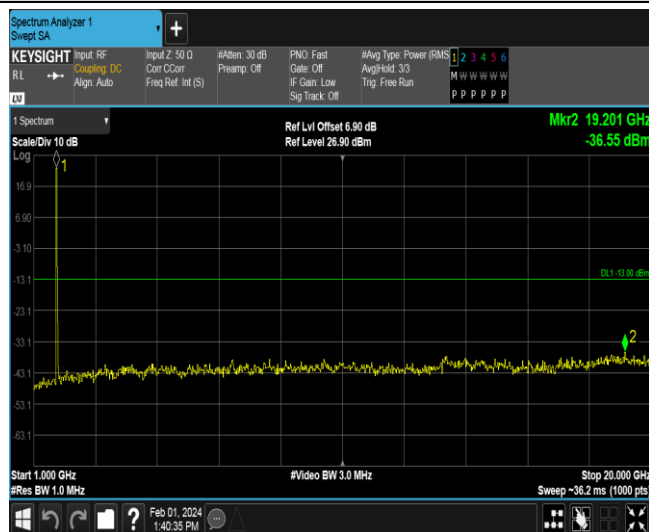 Spectrum Analyzer 1
Swept SA
+
KEYSIGHT
RL
LXI
Input: RF
Coupling: DC
Align: Auto
Input Z: 50 Ω
Corr CCorr
Freq Ref: Int (S)
#Atten: 30 dB
Preamp: Off
PNO: Fast
Gate: Off
IF Gain: Low
Sig Track: Off
#Avg Type: Power (RMS
Avg|Hold: 3/3
Trig: Free Run
1 2 3 4 5 6
M W W W W W
P P P P P P
1 Spectrum
Scale/Div 10 dB
Ref Lvl Offset 6.90 dB
Ref Level 26.90 dBm
Mkr2 19.201 GHz
-36.55 dBm
Log
1
16.9
6.90
-3.10
-13.1
DL1 -13.00 dBm
-23.1
-33.1
2
-43.1
-53.1
-63.1
Start 1.000 GHz
#Res BW 1.0 MHz
#Video BW 3.0 MHz
Stop 20.000 GHz
Sweep ~36.2 ms (1000 pts)
?
Feb 01, 2024
1:40:35 PM